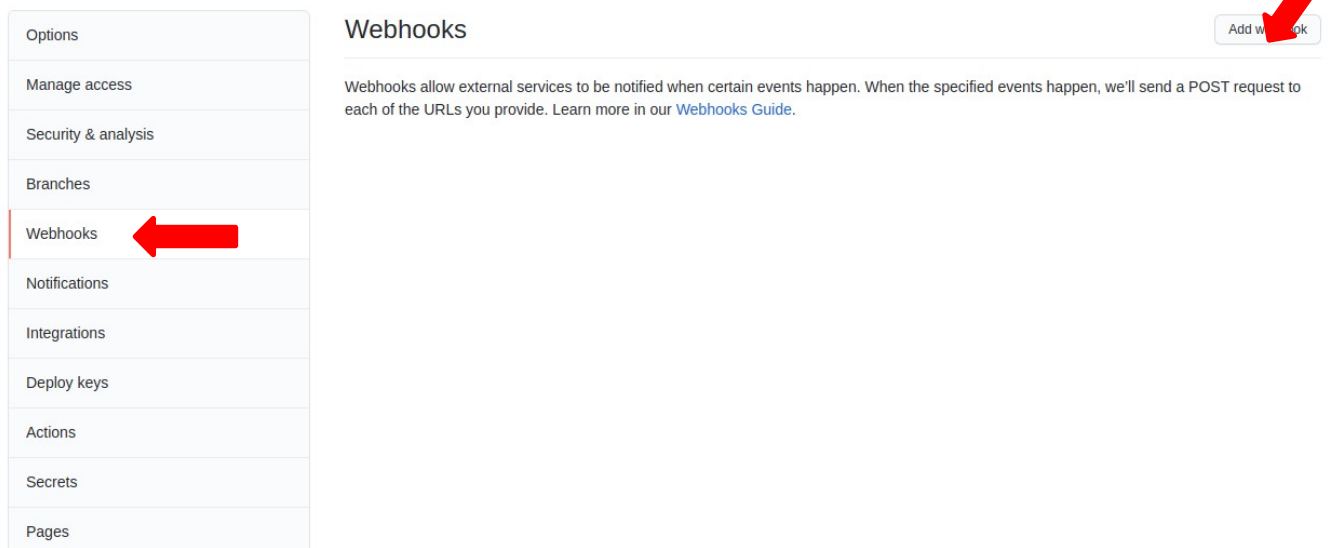 Options
Manage access
Security & analysis
Branches
Webhooks
Notifications
Integrations
Deploy keys
Actions
Secrets
Pages
Webhooks
Add
Webhooks allow external services to be notified when certain events happen. When the specified events happen, we’ll send a POST request to
each of the URLs you provide. Learn more in our Webhooks Guide.